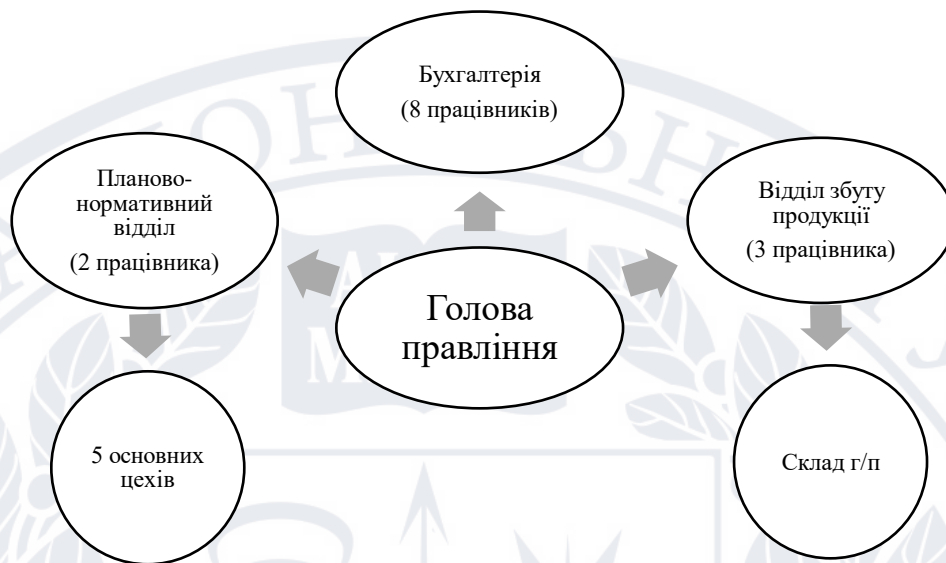 Бухгалтерія
(8 працівників)
Планово-
нормативний
відділ
(2 працівника)
Відділ збуту
продукції
(3 працівника)
Голова
правління
5 основних
цехів
Склад г/п